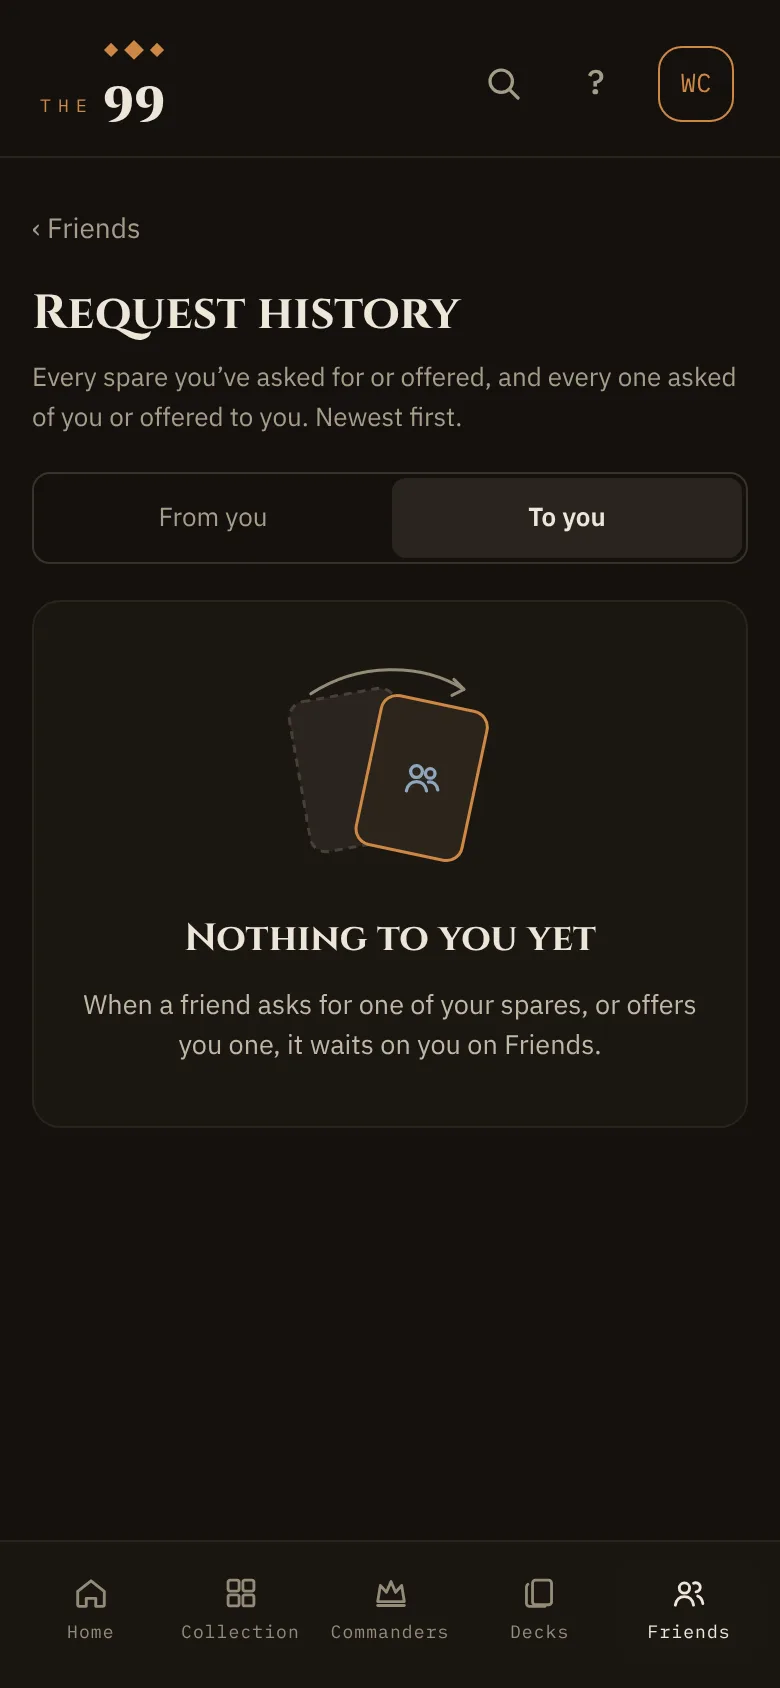 THE 99
?
WC
‹ Friends
Request history
Every spare you’ve asked for or offered, and every one asked
of you or offered to you. Newest first.
From you
To you
Nothing to you yet
When a friend asks for one of your spares, or offers
you one, it waits on you on Friends.
Home
Collection
Commanders
Decks
Friends